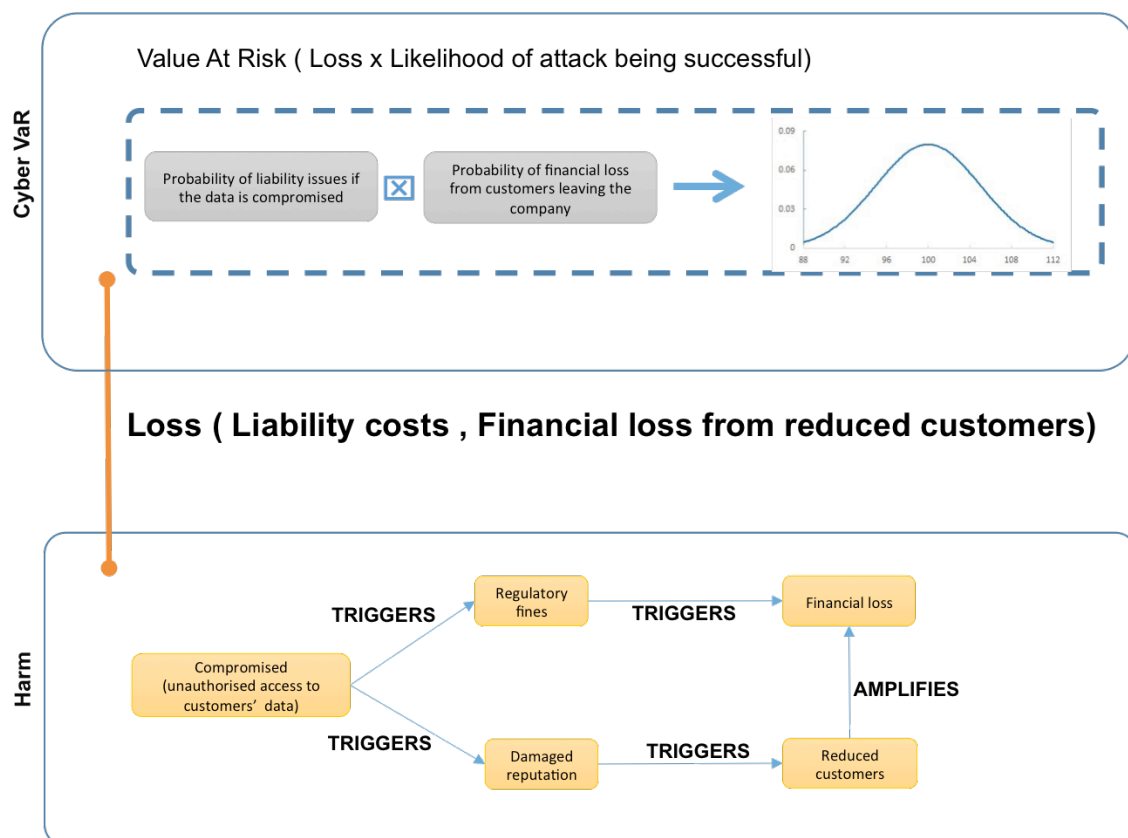 Cyber VaR
Value At Risk ( Loss x Likelihood of attack being successful)
Probability of liability issues if
the data is compromised
Probability of financial loss
from customers leaving the
company
0.09
0.06
0.03
0
88 92 96 100 104 108 112
Loss ( Liability costs , Financial loss from reduced customers)
Harm
Compromised
(unauthorised access to
customers’ data)
TRIGGERS
Regulatory
fines
TRIGGERS
Financial loss
AMPLIFIES
TRIGGERS
Damaged
reputation
TRIGGERS
Reduced
customers